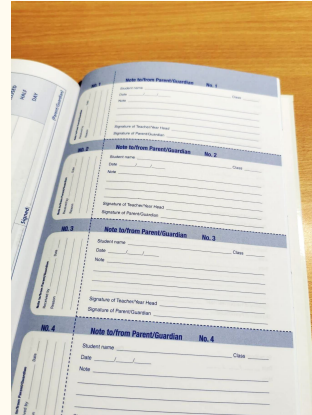 (Parent/Guardian)
DAY
Signed:
NO. 1 Note to/from Parent/Guardian No. 1
Student name Class
Date / /
Note
Signature of Teacher/Year Head
Signature of Parent/Guardian
NO. 2 Note to/from Parent/Guardian No. 2
Student name Class
Date / /
Note
Signature of Teacher/Year Head
Signature of Parent/Guardian
NO. 3 Note to/from Parent/Guardian No. 3
Student name Class
Date / /
Note
Signature of Teacher/Year Head
Signature of Parent/Guardian
NO. 4 Note to/from Parent/Guardian No. 4
Student name Class
Date / /
Note